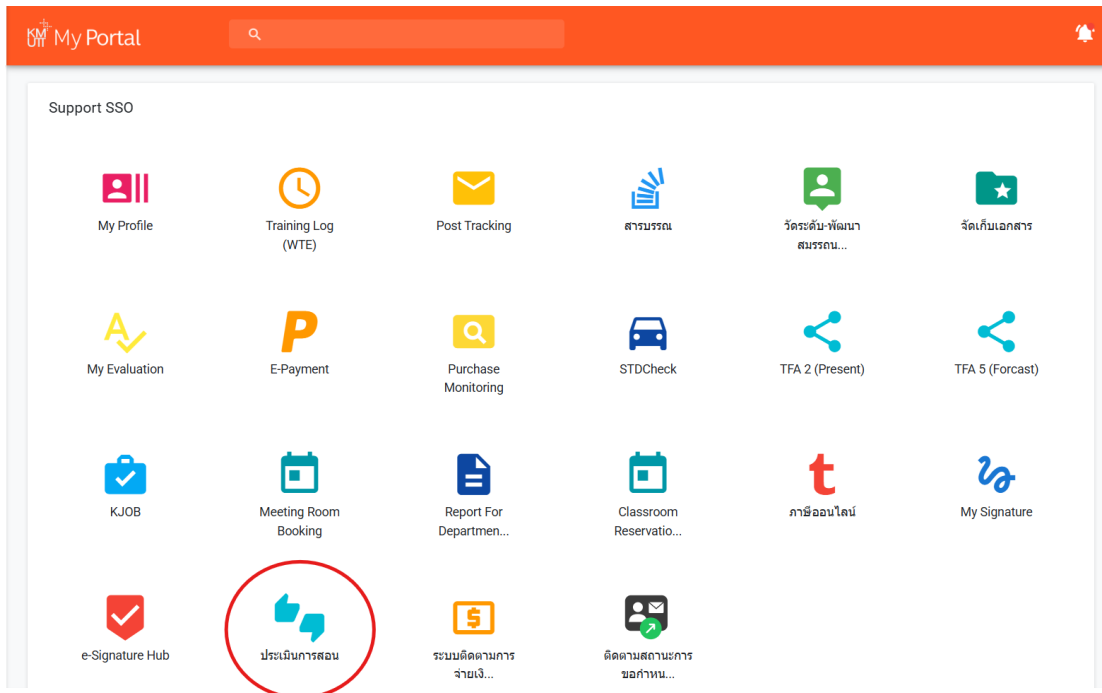 KMUTT My Portal
Support SSO
My Profile
Training Log
(WTE)
Post Tracking
สารบรรณ
วัดระดับ-พัฒนา
สมรรถน...
จัดเก็บเอกสาร
My Evaluation
E-Payment
Purchase
Monitoring
STDCheck
TFA 2 (Present)
TFA 5 (Forcast)
KJOB
Meeting Room
Booking
Report For
Departmen...
Classroom
Reservatio...
ภาษีออนไลน์
My Signature
e-Signature Hub
ประเมินการสอน
ระบบติดตามการ
จ่ายเงิ...
ติดตามสถานะการ
ขอกำหน...